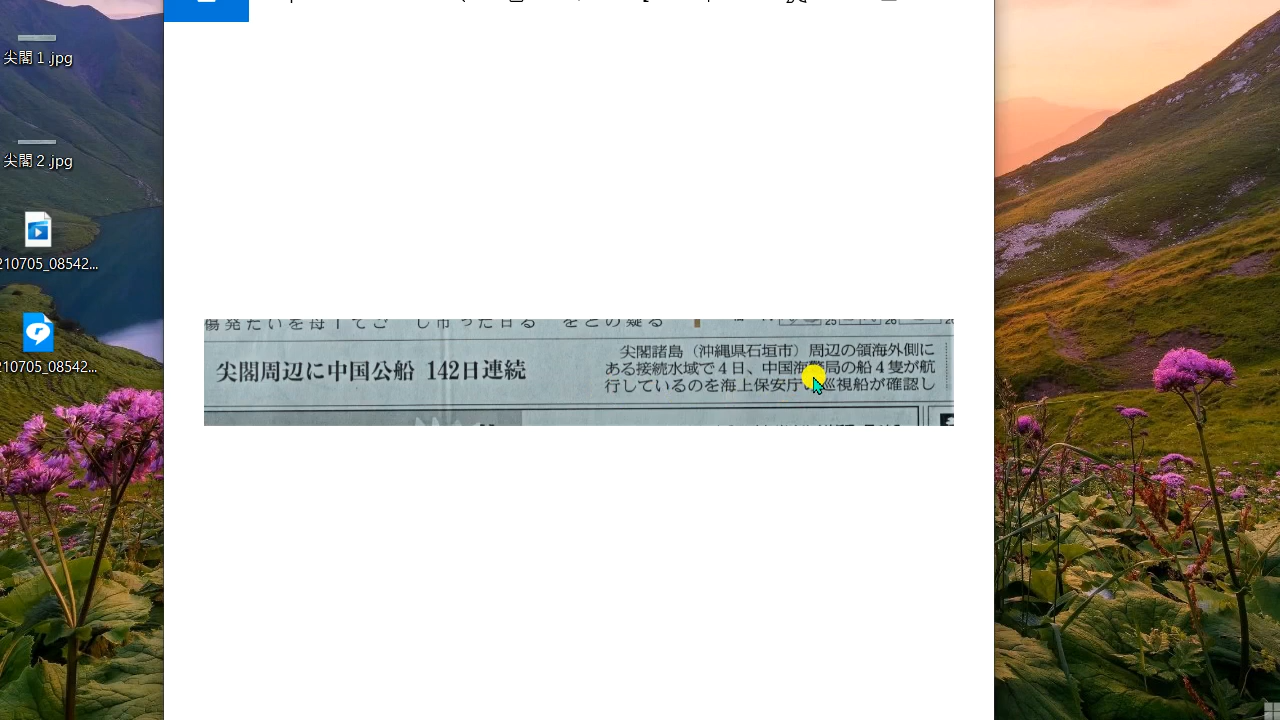 尖閣 1 .jpg
尖閣 2 .jpg
210705_08542...
210705_08542...
尖閣周辺に中国公船 142日連続
尖閣諸島（沖縄県石垣市）周辺の領海外側に
ある接続水域で4日、中国海警局の船4隻が航
行しているのを海上保安庁の巡視船が確認し